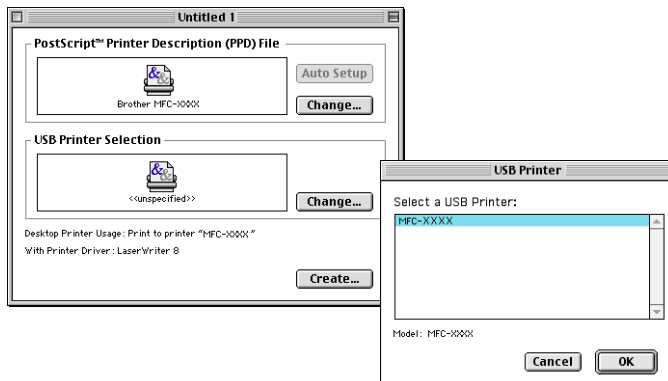 Untitled 1
PostScript™ Printer Description (PPD) File
Brother MFC-XXXX
Auto Setup
Change...
USB Printer Selection
<<unspecified>>
Change...
Desktop Printer Usage: Print to printer "MFC-XXXX"
With Printer Driver: LaserWriter 8
Create...
USB Printer
Select a USB Printer:
MFC-XXXX
Model: MFC-XXXX
Cancel
OK